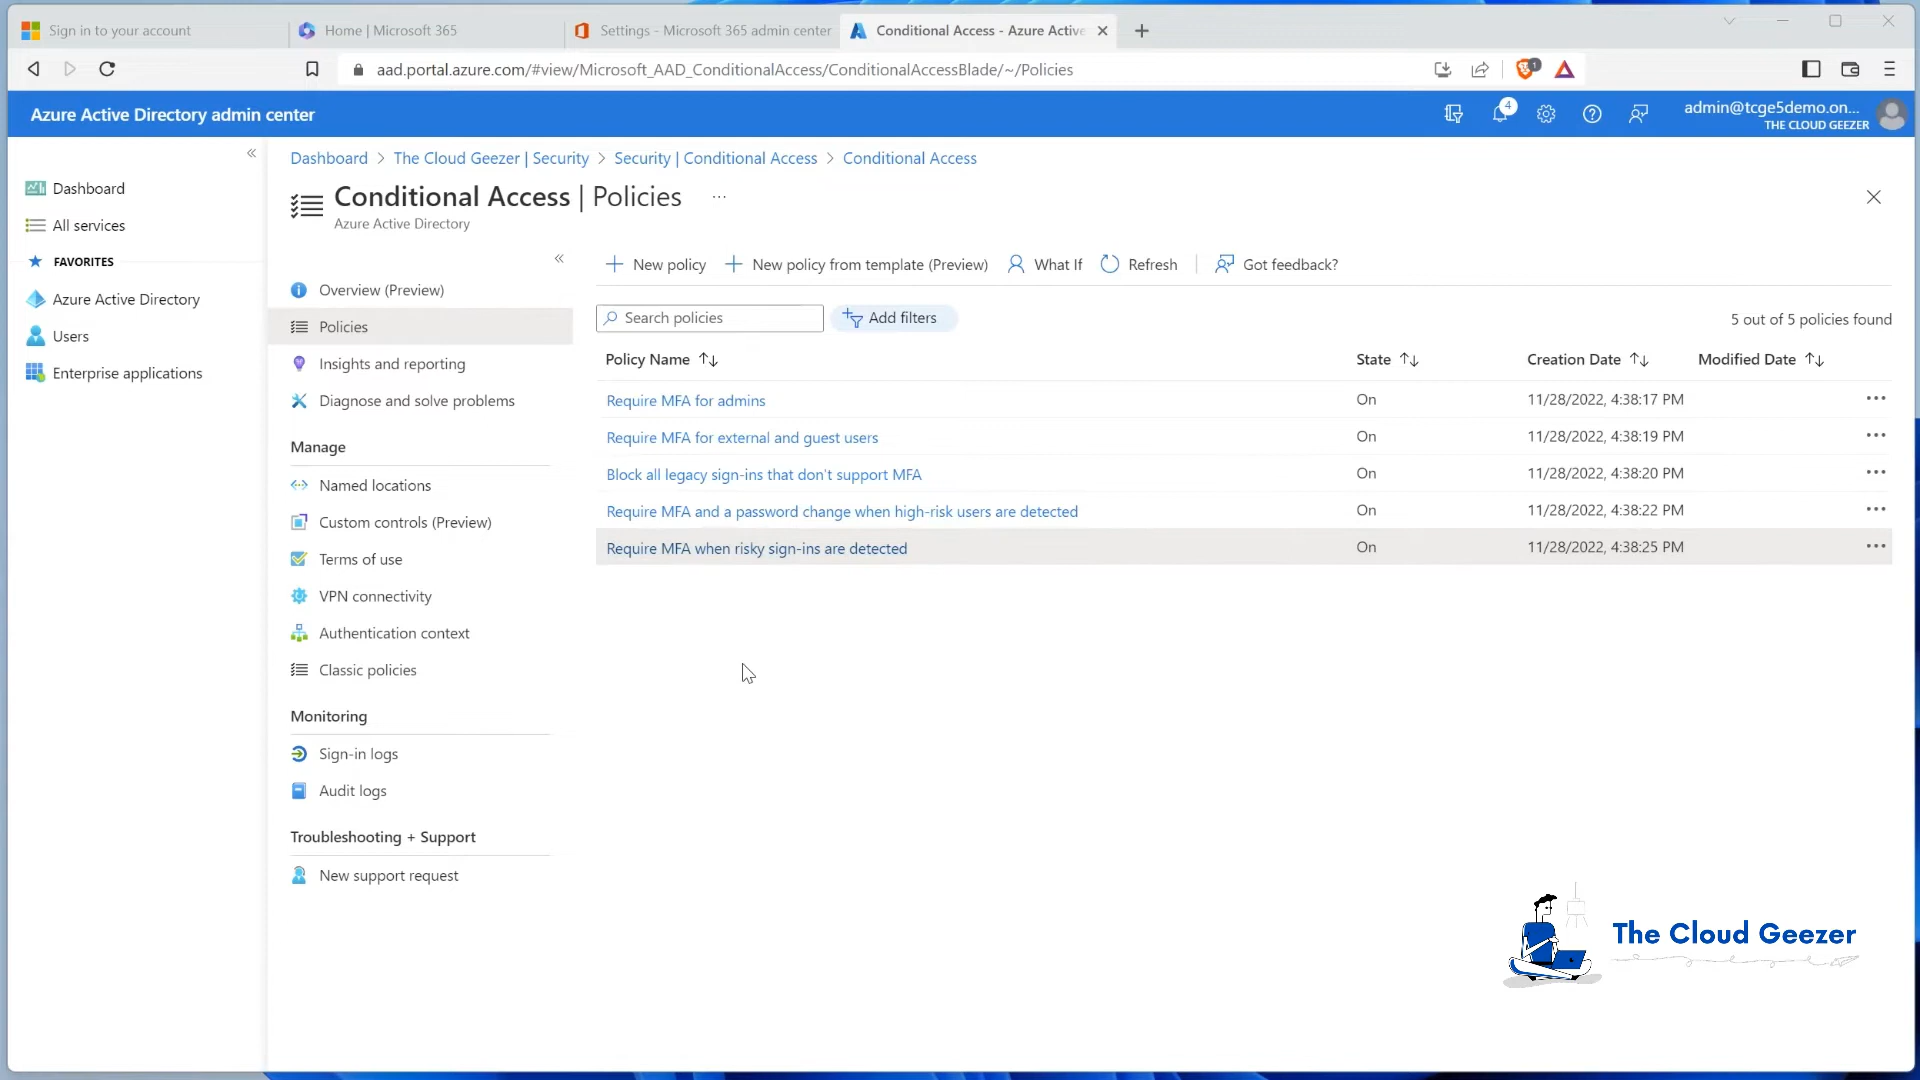 Sign in to your account
Home | Microsoft 365
Settings - Microsoft 365 admin center
Conditional Access - Azure Active
aad.portal.azure.com/#view/Microsoft_AAD_ConditionalAccess/ConditionalAccessBlade/~/Policies
1
Azure Active Directory admin center
4
admin@tcge5demo.on...
THE CLOUD GEEZER
Dashboard > The Cloud Geezer | Security > Security | Conditional Access > Conditional Access
Conditional Access | Policies ...
Azure Active Directory
Dashboard
All services
FAVORITES
Azure Active Directory
Users
Enterprise applications
Overview (Preview)
Policies
Insights and reporting
Diagnose and solve problems
Manage
Named locations
Custom controls (Preview)
Terms of use
VPN connectivity
Authentication context
Classic policies
Monitoring
Sign-in logs
Audit logs
Troubleshooting + Support
New support request
New policy New policy from template (Preview) What If Refresh Got feedback?
Search policies Add filters
5 out of 5 policies found
Policy Name State Creation Date Modified Date
Require MFA for admins On 11/28/2022, 4:38:17 PM
Require MFA for external and guest users On 11/28/2022, 4:38:19 PM
Block all legacy sign-ins that don't support MFA On 11/28/2022, 4:38:20 PM
Require MFA and a password change when high-risk users are detected On 11/28/2022, 4:38:22 PM
Require MFA when risky sign-ins are detected On 11/28/2022, 4:38:25 PM
The Cloud Geezer